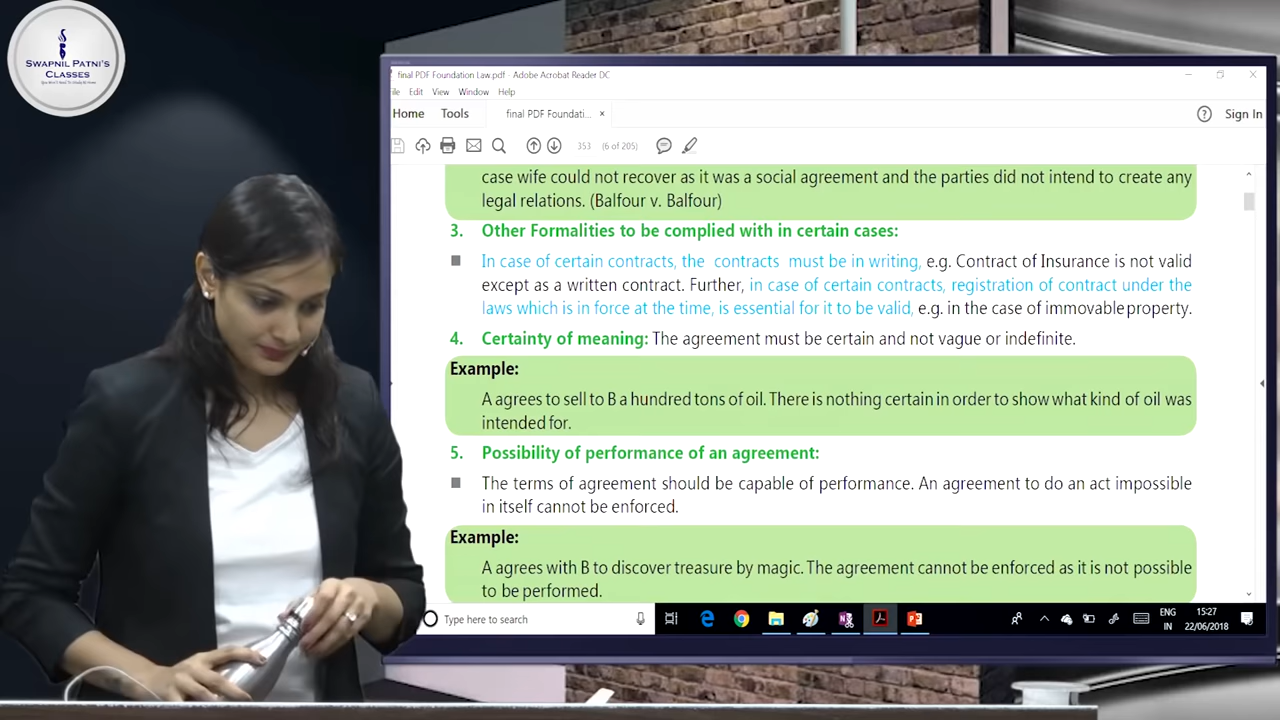 SWAPNIL PATNI'S
CLASSES
final PDF Foundation Law.pdf - Adobe Acrobat Reader DC
ile Edit View Window Help
Home Tools final PDF Foundati... × Sign In
353 (6 of 205)
case wife could not recover as it was a social agreement and the parties did not intend to create any
legal relations. (Balfour v. Balfour)
3. Other Formalities to be complied with in certain cases:
In case of certain contracts, the contracts must be in writing, e.g. Contract of Insurance is not valid
except as a written contract. Further, in case of certain contracts, registration of contract under the
laws which is in force at the time, is essential for it to be valid, e.g. in the case of immovable property.
4. Certainty of meaning: The agreement must be certain and not vague or indefinite.
Example:
A agrees to sell to B a hundred tons of oil. There is nothing certain in order to show what kind of oil was
intended for.
5. Possibility of performance of an agreement:
The terms of agreement should be capable of performance. An agreement to do an act impossible
in itself cannot be enforced.
Example:
A agrees with B to discover treasure by magic. The agreement cannot be enforced as it is not possible
to be performed.
Type here to search
ENG 15:27
IN 22/06/2018